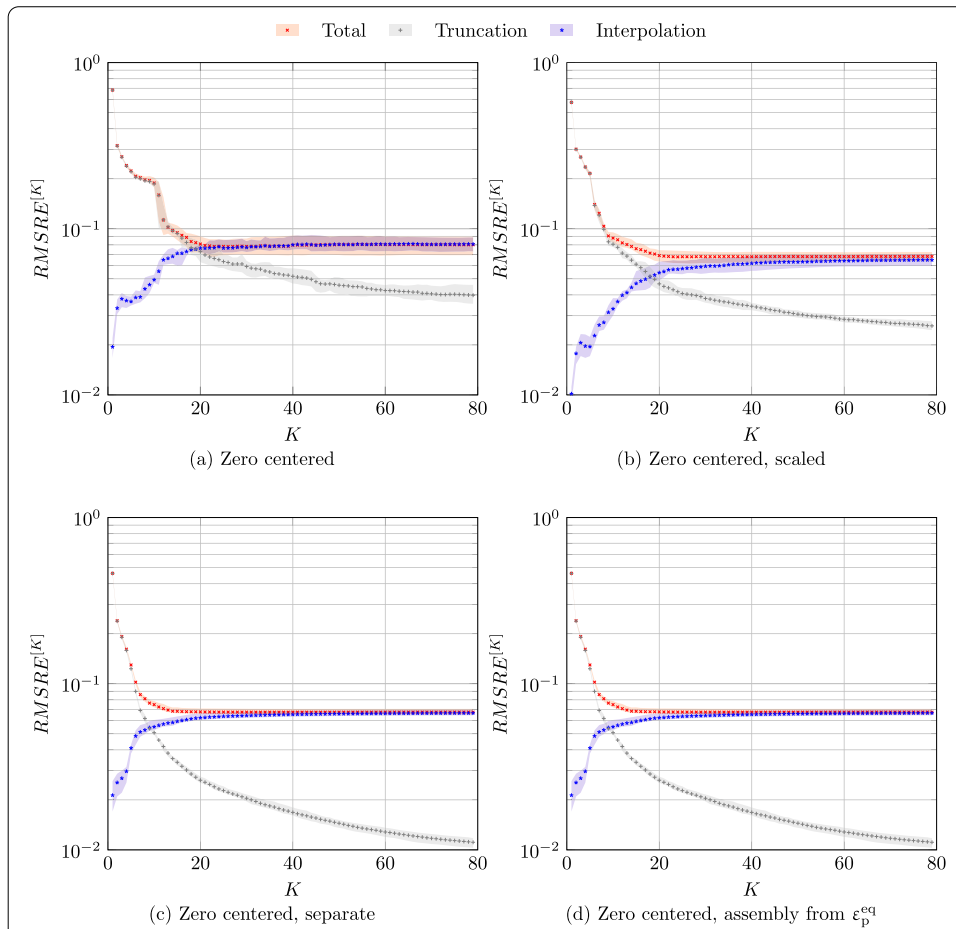 Total Truncation Interpolation
10^0 10^0
10^-1 10^-1
10^-2 10^-2
RMSRE^[K] RMSRE^[K]
0 20 40 60 80 0 20 40 60 80
K K
(a) Zero centered (b) Zero centered, scaled
10^0 10^0
10^-1 10^-1
10^-2 10^-2
RMSRE^[K] RMSRE^[K]
0 20 40 60 80 0 20 40 60 80
K K
(c) Zero centered, separate (d) Zero centered, assembly from ε_p^eq